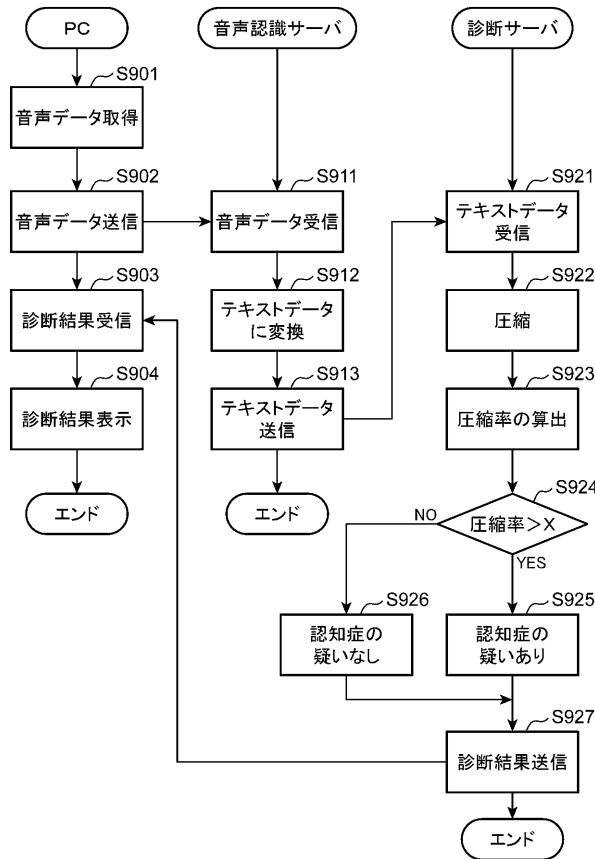 PC
S901
音声データ取得
S902
音声データ送信
S903
診断結果受信
S904
診断結果表示
エンド
音声認識サーバ
S911
音声データ受信
S912
テキストデータ
に変換
S913
テキストデータ
送信
エンド
診断サーバ
S921
テキストデータ
受信
S922
圧縮
S923
圧縮率の算出
S924
圧縮率>X
NO
YES
S926
認知症の
疑いなし
S925
認知症の
疑いあり
S927
診断結果送信
エンド